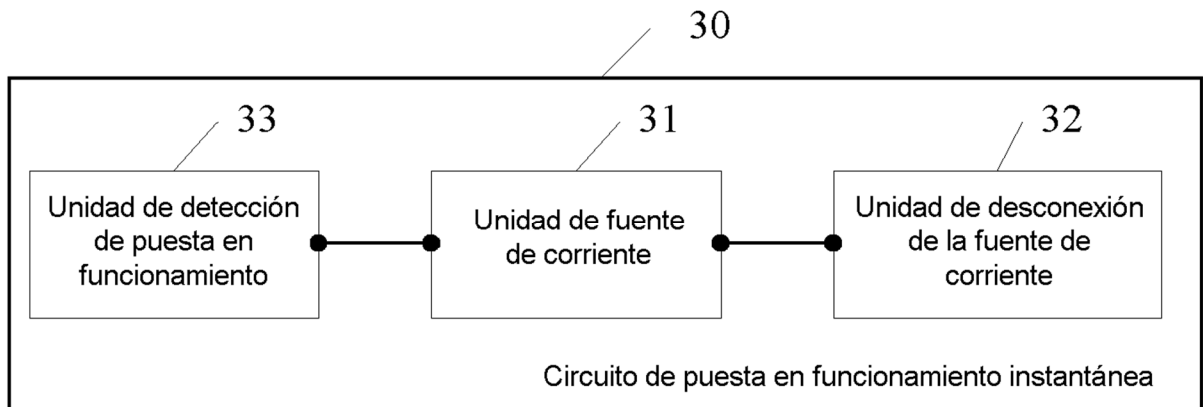 30
33
31
32
Unidad de detección
de puesta en
funcionamiento
Unidad de fuente
de corriente
Unidad de desconexión
de la fuente de
corriente
Circuito de puesta en funcionamiento instantánea